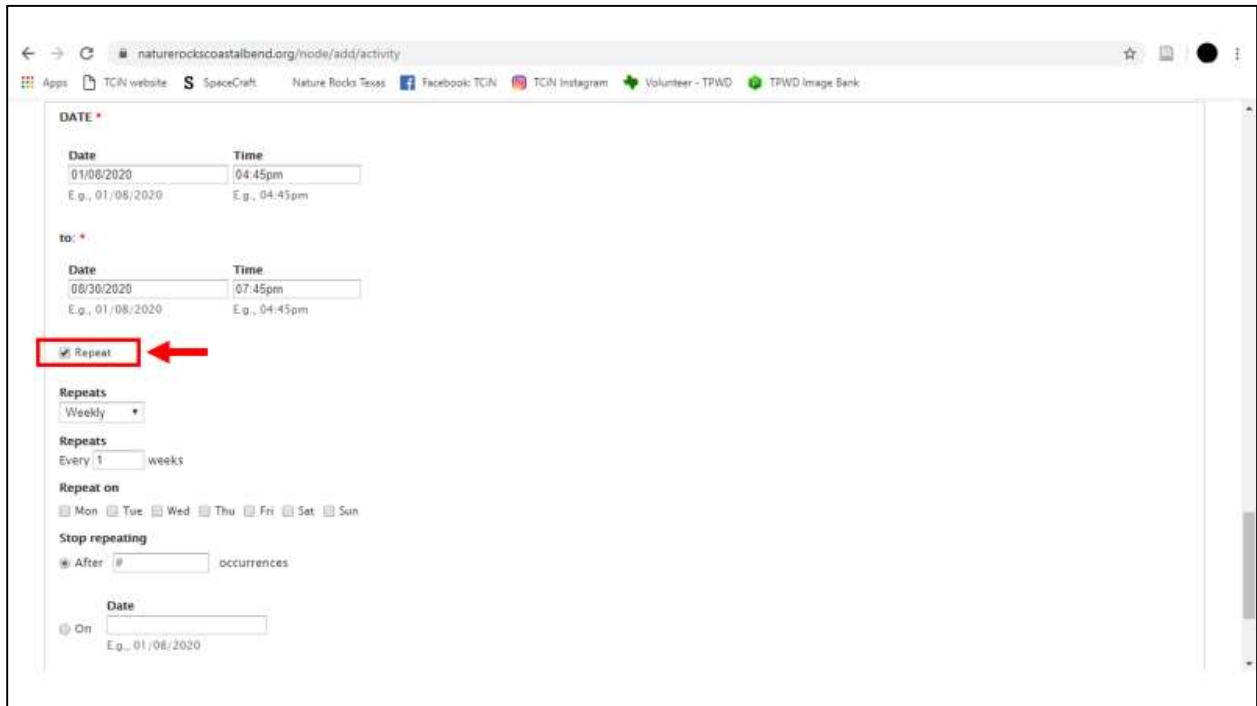 naturerockscoastalbend.org/node/add/activity
Apps TCiN website S SpaceCraft Nature Rocks Texas Facebook: TCiN TCiN Instagram Volunteer - TPWD TPWD Image Bank
DATE *
Date Time
01/08/2020 04:45pm
E.g., 01/08/2020 E.g., 04:45pm
to: *
Date Time
08/30/2020 07:45pm
E.g., 01/08/2020 E.g., 04:45pm
Repeat
Repeats
Weekly
Repeats
Every 1 weeks
Repeat on
Mon Tue Wed Thu Fri Sat Sun
Stop repeating
After # occurrences
Date
On
E.g., 01/08/2020